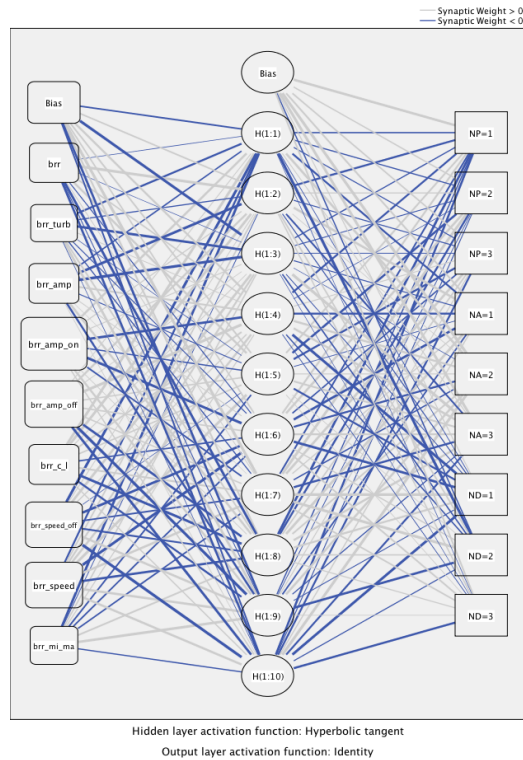 Synaptic Weight > 0
Synaptic Weight < 0
Bias
Bias
brr
brr_turb
brr_amp
brr_amp_on
brr_amp_off
brr_c_l
brr_speed_off
brr_speed
brr_mi_ma
H(1:1)
H(1:2)
H(1:3)
H(1:4)
H(1:5)
H(1:6)
H(1:7)
H(1:8)
H(1:9)
H(1:10)
NP=1
NP=2
NP=3
NA=1
NA=2
NA=3
ND=1
ND=2
ND=3
Hidden layer activation function: Hyperbolic tangent
Output layer activation function: Identity